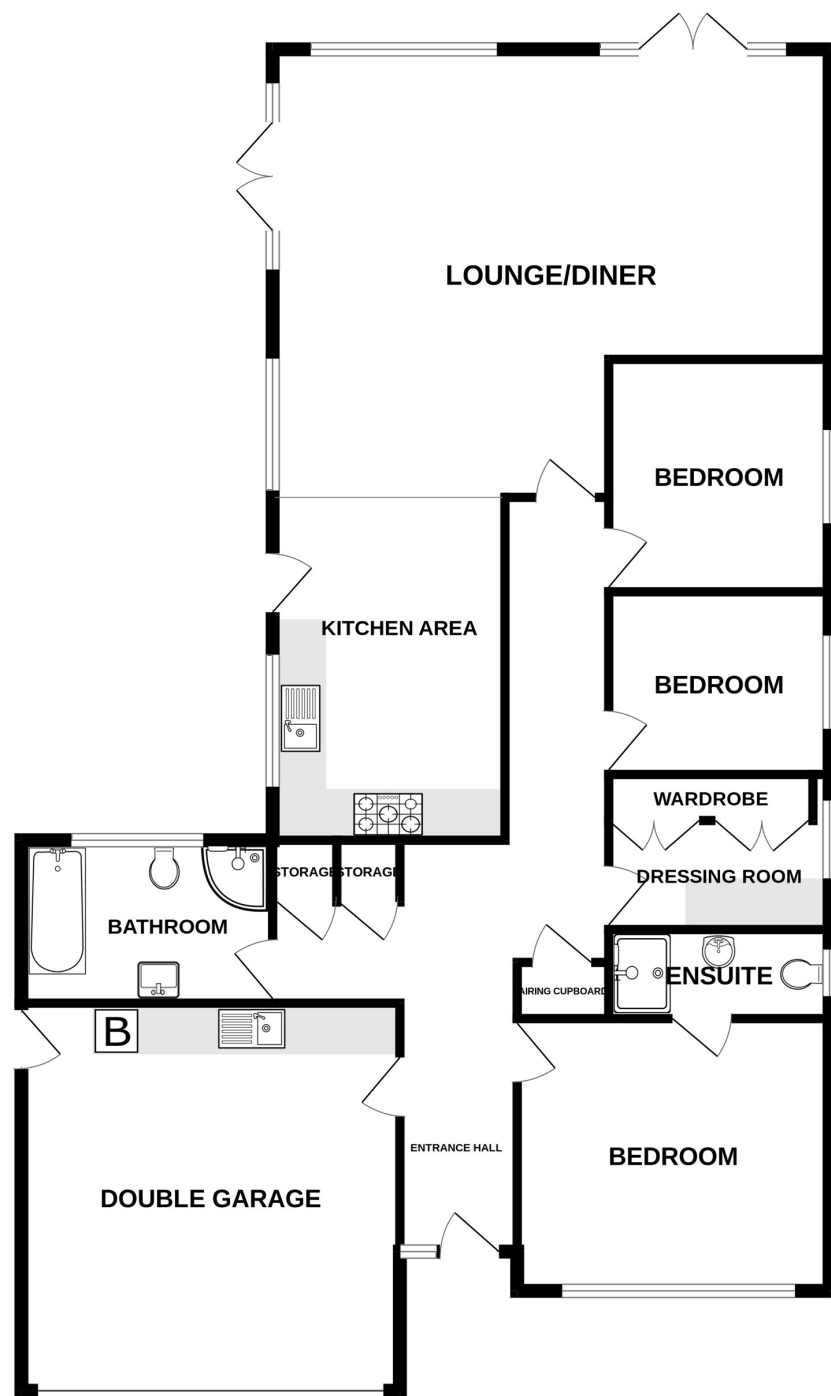 LOUNGE/DINER
BEDROOM
KITCHEN AREA
BEDROOM
WARDROBE
STORAGE
STORAGE
DRESSING ROOM
BATHROOM
ENSUITE
AIRING CUPBOARD
B
ENTRANCE HALL
BEDROOM
DOUBLE GARAGE